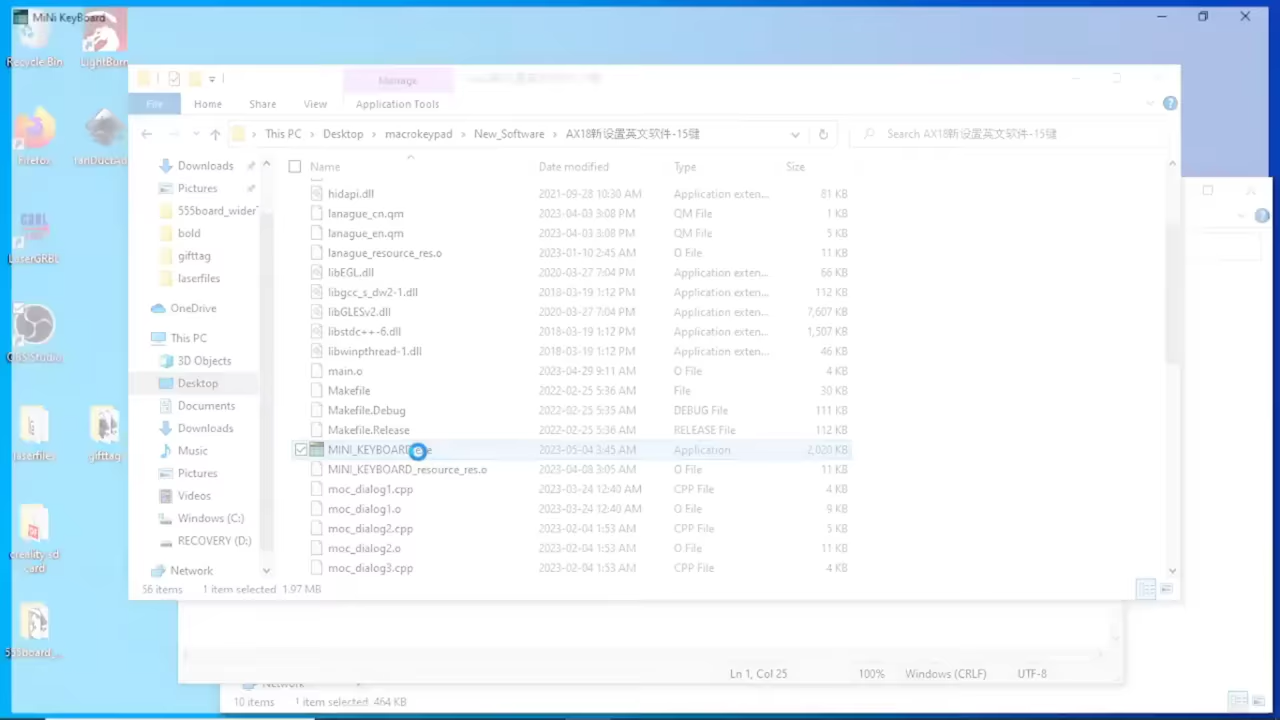 MiNi KeyBoard
Recycle Bin
LightBurn
Manage
File
Home
Share
View
Application Tools
This PC
Desktop
macrokeypad
New_Software
AX18新设置英文软件-15键
Search AX18新设置英文软件-15键
Name
Date modified
Type
Size
Downloads
Pictures
555board_wider
bold
gifttag
laserfiles
OneDrive
This PC
3D Objects
Desktop
Documents
Downloads
Music
Pictures
Videos
Windows (C:)
RECOVERY (D:)
Network
Firefox
LaserGRBL
OBS Studio
laserfiles
gifttag
creality-sd
card
555board_...
hidapi.dll 2021-09-28 10:30 AM Application exten... 81 KB
lanague_cn.qm 2023-04-03 3:08 PM QM File 1 KB
lanague_en.qm 2023-04-03 3:08 PM QM File 5 KB
lanague_resource_res.o 2023-01-10 2:45 AM O File 11 KB
libEGL.dll 2020-03-27 7:04 PM Application exten... 66 KB
libgcc_s_dw2-1.dll 2018-03-19 1:12 PM Application exten... 112 KB
libGLESv2.dll 2020-03-27 7:04 PM Application exten... 7,607 KB
libstdc++-6.dll 2018-03-19 1:12 PM Application exten... 1,507 KB
libwinpthread-1.dll 2018-03-19 1:12 PM Application exten... 46 KB
main.o 2023-04-29 9:11 AM O File 4 KB
Makefile 2022-02-25 5:36 AM File 30 KB
Makefile.Debug 2022-02-25 5:35 AM DEBUG File 111 KB
Makefile.Release 2022-02-25 5:36 AM RELEASE File 112 KB
MINI_KEYBOARD 2023-05-04 3:45 AM Application 2,020 KB
MINI_KEYBOARD_resource_res.o 2023-04-08 3:05 AM O File 11 KB
moc_dialog1.cpp 2023-03-24 12:40 AM CPP File 4 KB
moc_dialog1.o 2023-03-24 12:40 AM O File 9 KB
moc_dialog2.cpp 2023-02-04 1:53 AM CPP File 4 KB
moc_dialog2.o 2023-02-04 1:53 AM O File 11 KB
moc_dialog3.cpp 2023-02-04 1:53 AM CPP File 4 KB
56 items
1 item selected 1.97 MB
Ln 1, Col 25
100%
Windows (CRLF)
UTF-8
Network
10 items
1 item selected 464 KB